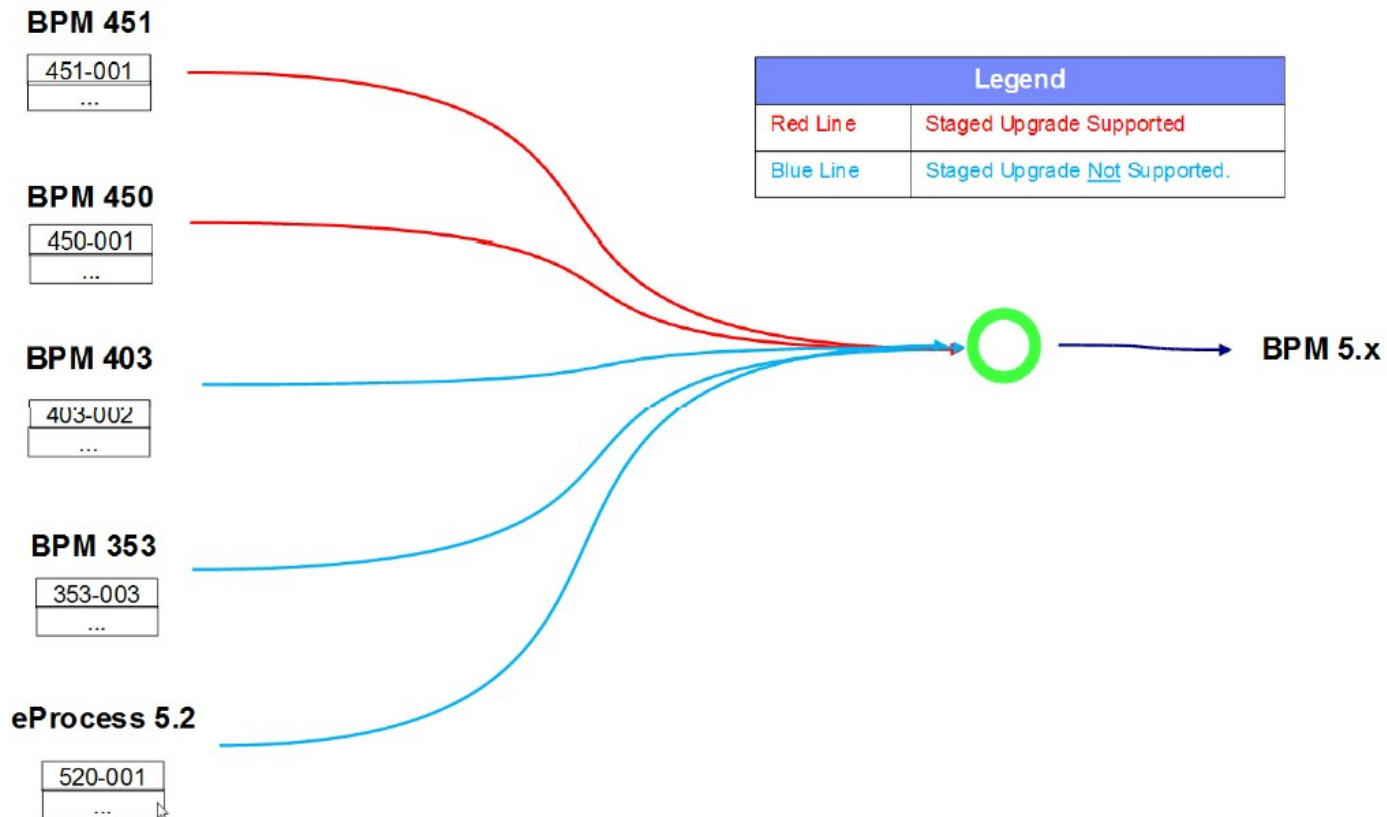 BPM 451
451-001
...
BPM 450
450-001
...
BPM 403
403-002
...
BPM 353
353-003
...
eProcess 5.2
520-001
...
Legend
Red Line Staged Upgrade Supported
Blue Line Staged Upgrade Not Supported.
BPM 5.x